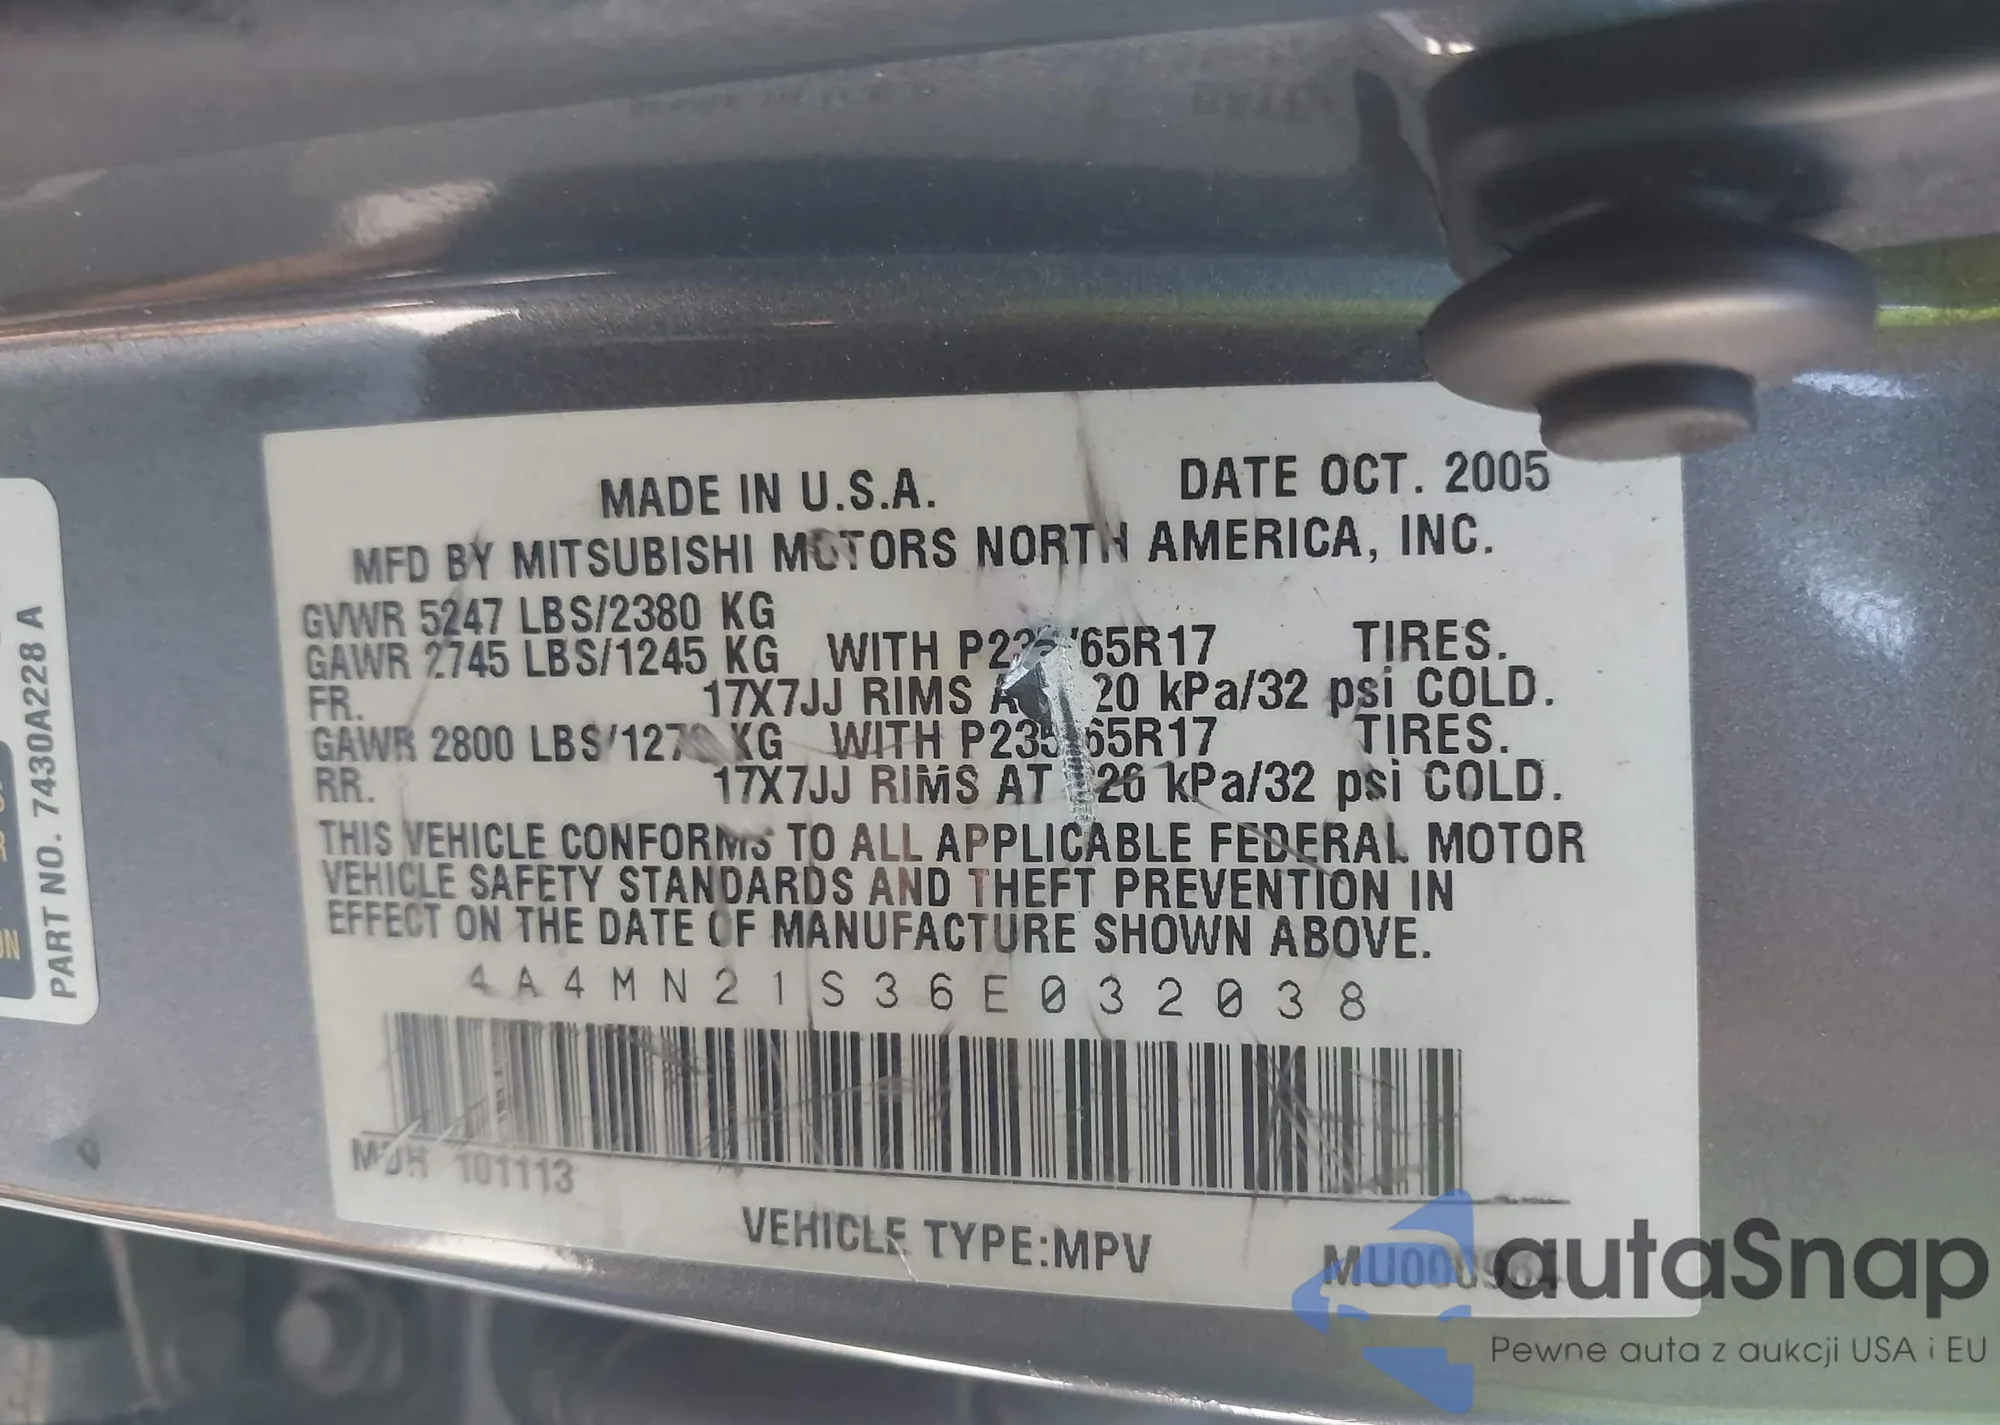 MADE IN U.S.A. DATE OCT. 2005
MFD BY MITSUBISHI MOTORS NORTH AMERICA, INC.
GVWR 5247 LBS/2380 KG
GAWR 2745 LBS/1245 KG WITH TIRES.
FR. 17X7JJ RIMS kPa/32 psi COLD.
GAWR 2800 LBS/ KG WITH TIRES.
RR. 17X7JJ RIMS AT kPa/32 psi COLD.
THIS VEHICLE CONFORMS TO ALL APPLICABLE FEDERAL MOTOR
VEHICLE SAFETY STANDARDS AND THEFT PREVENTION IN
EFFECT ON THE DATE OF MANUFACTURE SHOWN ABOVE.
4A4MN21S36E032038
MDH 101113
VEHICLE TYPE:MPV
PART NO. 7430A228 A
autaSnap
Pewne auta z aukcji USA i EU